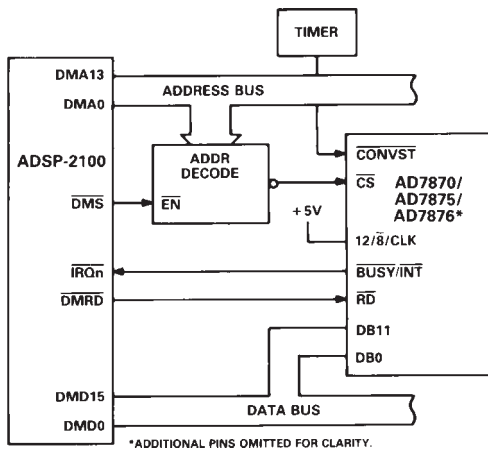 TIMER
DMA13
ADDRESS BUS
DMA0
ADSP-2100
ADDR
DECODE
CONVST
CS
AD7870/
AD7875/
AD7876*
DMS
EN
+5V
12/8/CLK
IRQn
BUSY/INT
DMRD
RD
DB11
DB0
DMD15
DATA BUS
DMD0
*ADDITIONAL PINS OMITTED FOR CLARITY.